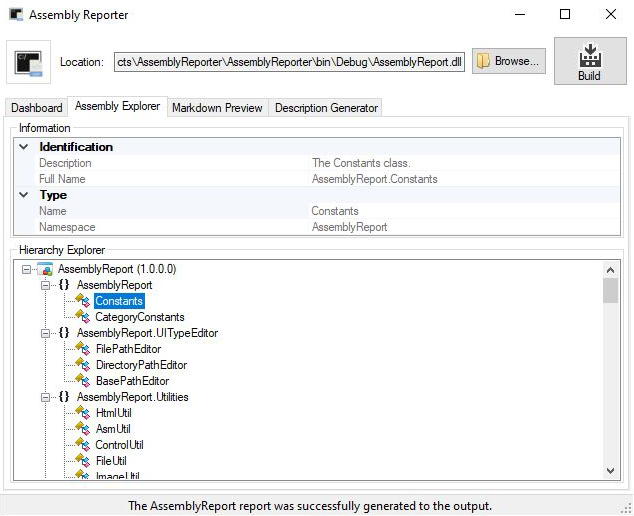 Assembly Reporter
Location:
cts\AssemblyReporter\AssemblyReporter\bin\Debug\AssemblyReport.dll
Browse...
Build
Dashboard Assembly Explorer Markdown Preview Description Generator
Information
Identification
Description The Constants class.
Full Name AssemblyReport.Constants
Type
Name Constants
Namespace AssemblyReport
Hierarchy Explorer
AssemblyReport (1.0.0.0)
{} AssemblyReport
Constants
CategoryConstants
{} AssemblyReport.UITypeEditor
FilePathEditor
DirectoryPathEditor
BasePathEditor
{} AssemblyReport.Utilities
HtmlUtil
AsmUtil
ControlUtil
FileUtil
ImageUtil
The AssemblyReport report was successfully generated to the output.